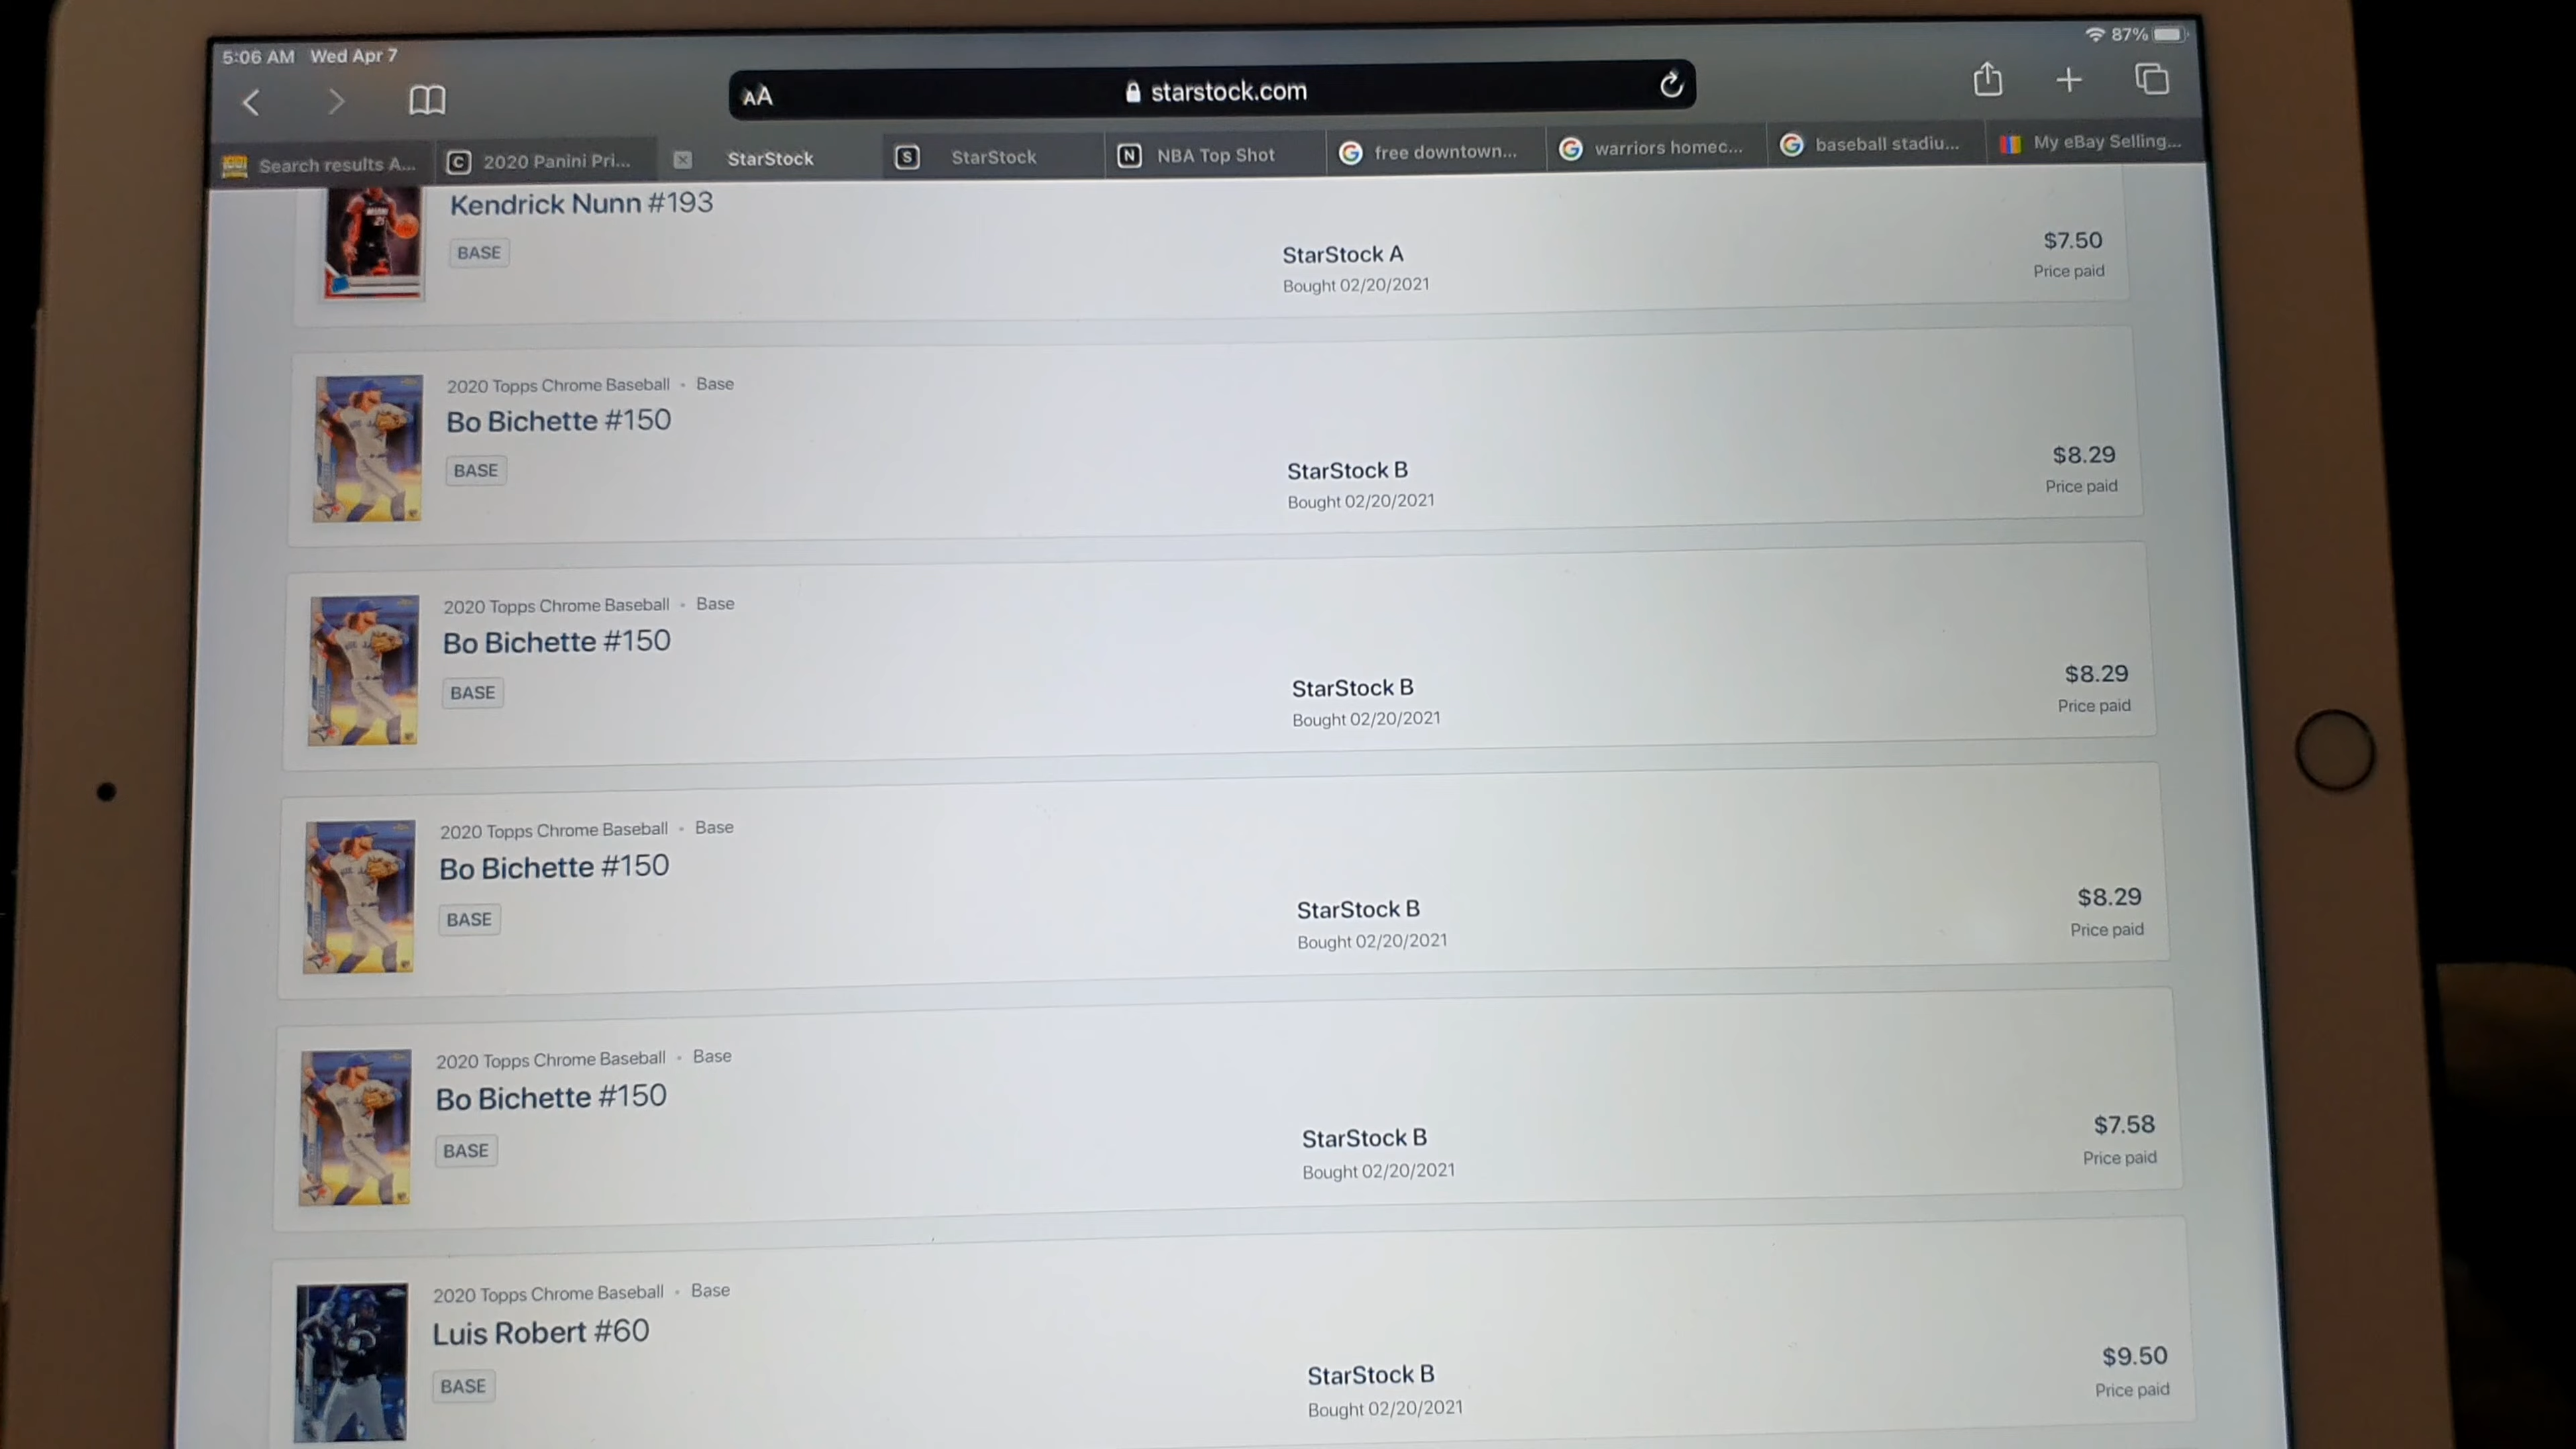 5:06 AM Wed Apr 7
87%
AA
starstock.com
Search results A...
2020 Panini Pri...
StarStock
StarStock
NBA Top Shot
free downtown...
warriors homec...
baseball stadiu...
My eBay Selling...
Kendrick Nunn #193
BASE
StarStock A
Bought 02/20/2021
$7.50
Price paid
2020 Topps Chrome Baseball • Base
Bo Bichette #150
BASE
StarStock B
Bought 02/20/2021
$8.29
Price paid
2020 Topps Chrome Baseball • Base
Bo Bichette #150
BASE
StarStock B
Bought 02/20/2021
$8.29
Price paid
2020 Topps Chrome Baseball • Base
Bo Bichette #150
BASE
StarStock B
Bought 02/20/2021
$8.29
Price paid
2020 Topps Chrome Baseball • Base
Bo Bichette #150
BASE
StarStock B
Bought 02/20/2021
$7.58
Price paid
2020 Topps Chrome Baseball • Base
Luis Robert #60
BASE
StarStock B
Bought 02/20/2021
$9.50
Price paid